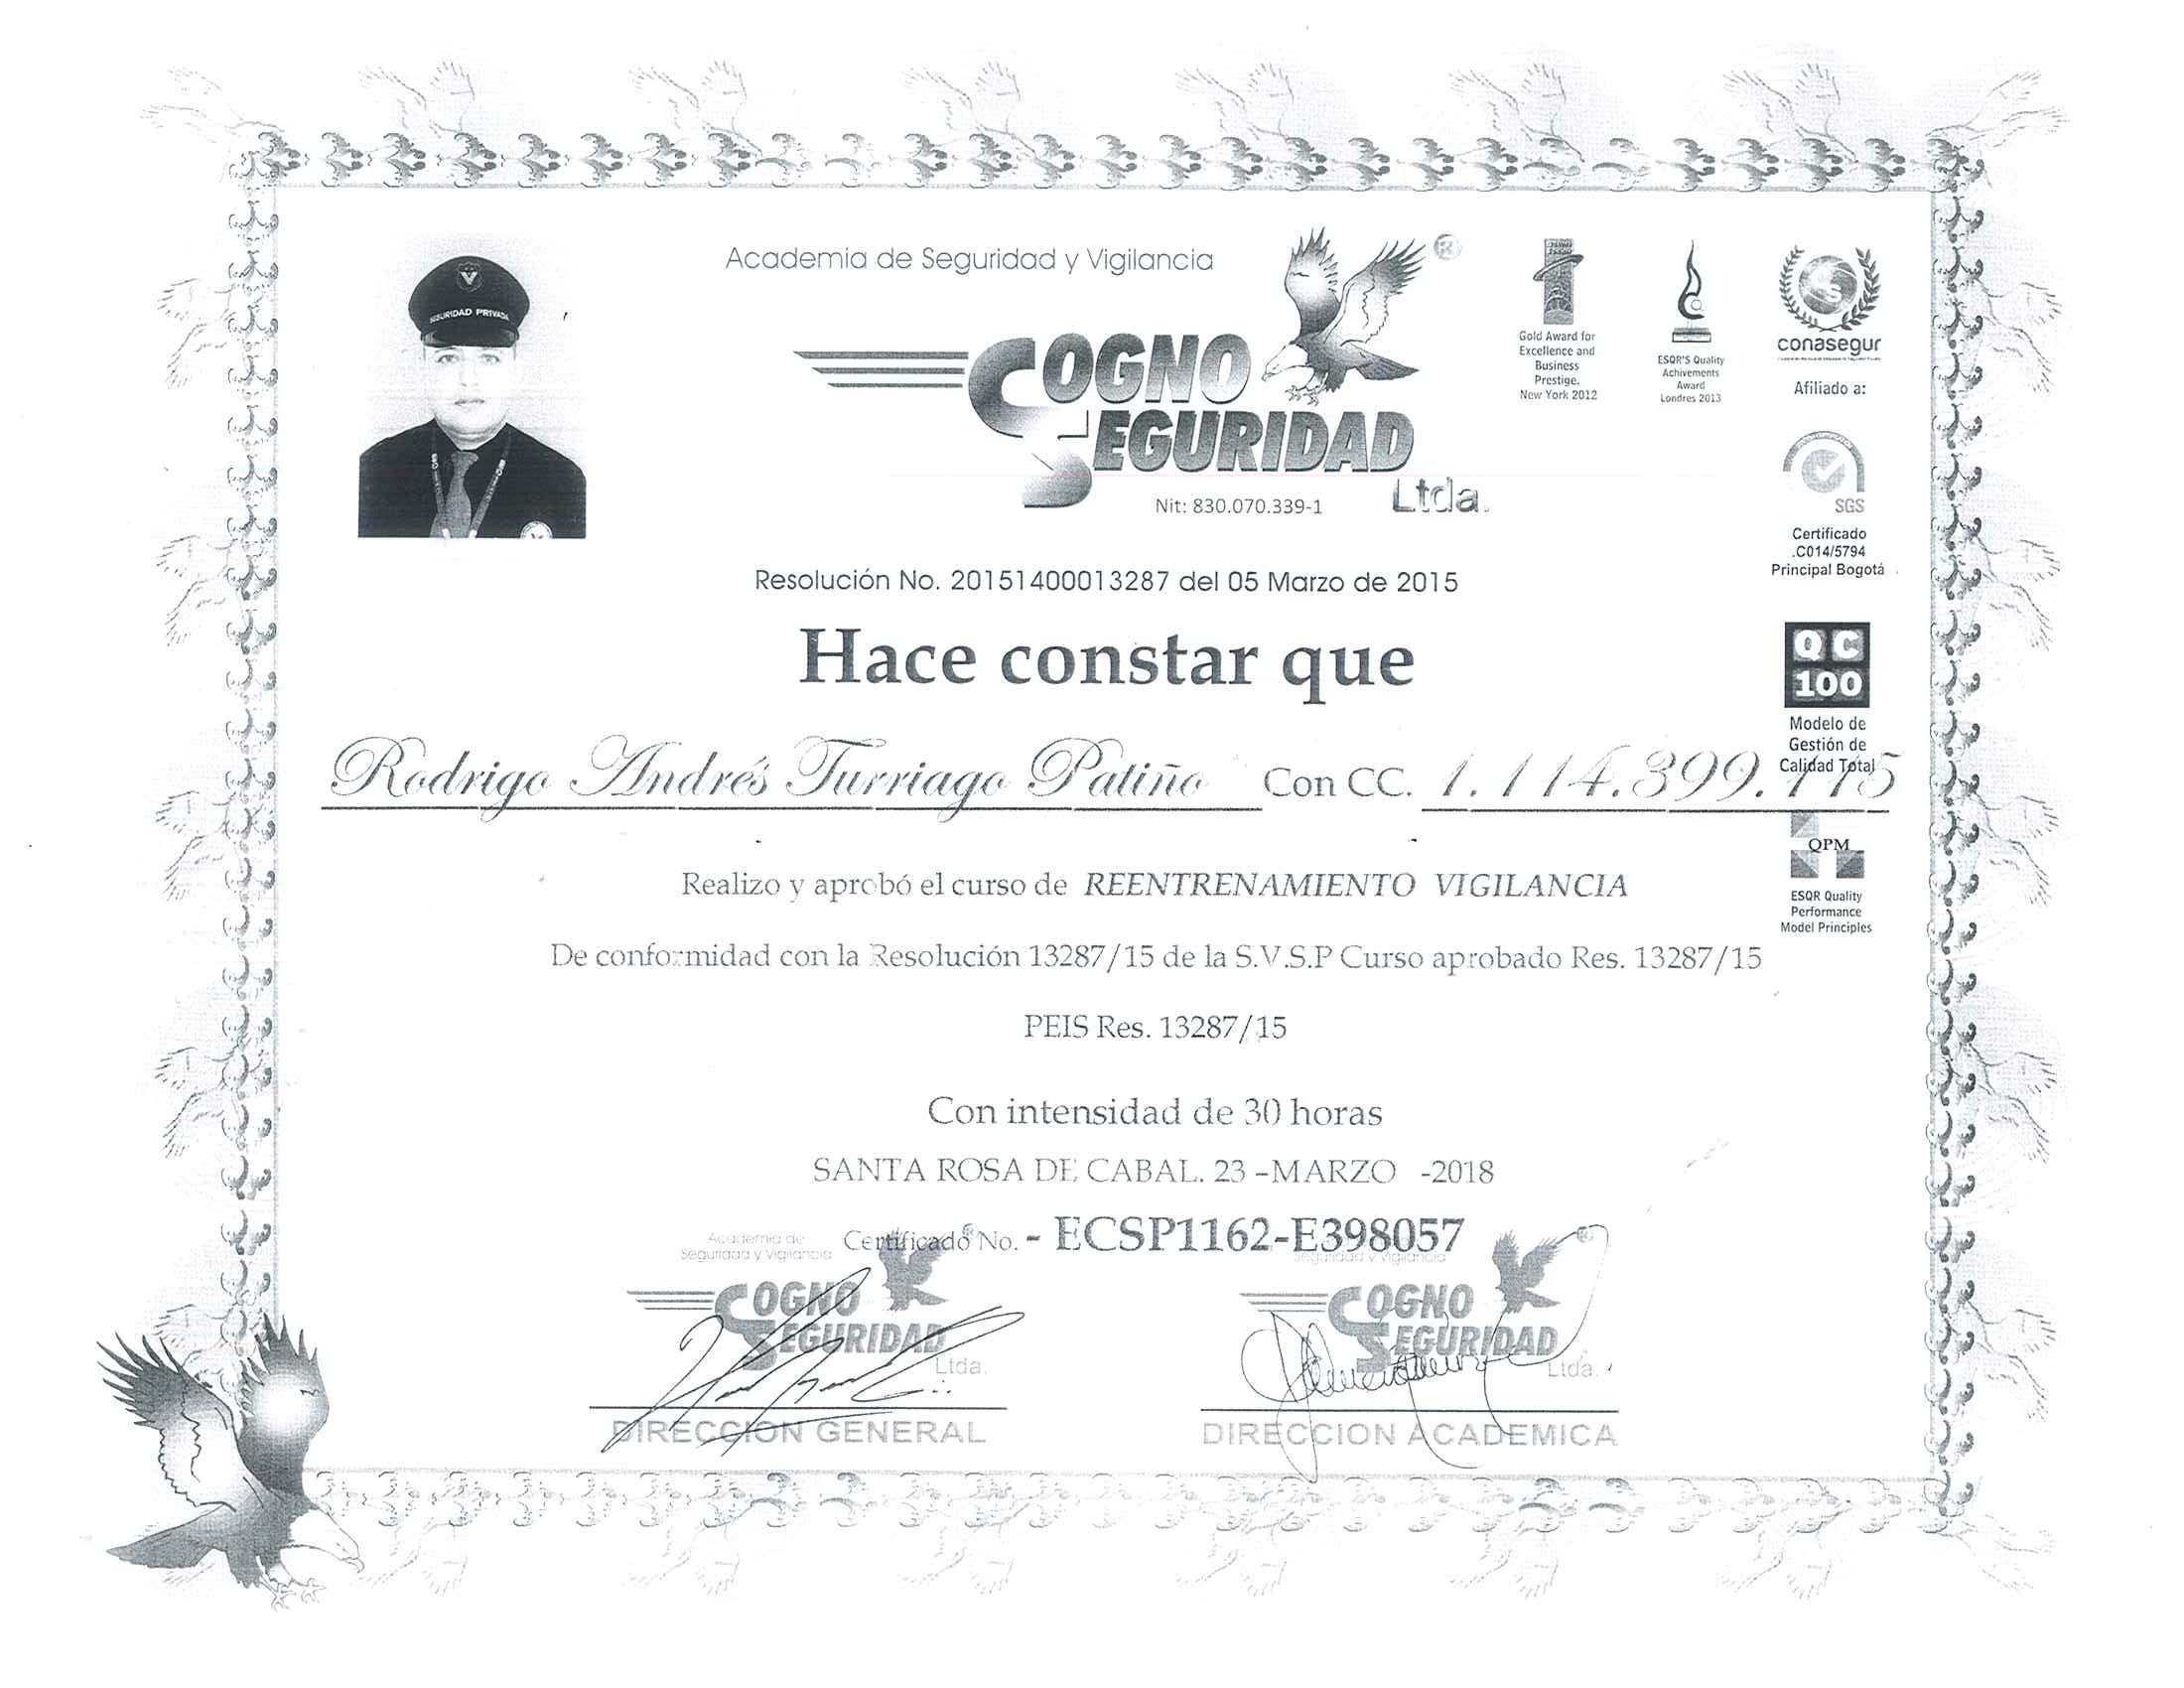 Academia de Seguridad y Vigilancia
®
COGNO
SEGURIDAD
Ltda.
Nit: 830.070.339-1
SEGURIDAD PRIVADA
Gold Award for
Excellence and
Business
Prestige.
New York 2012
ESQR'S Quality
Achivements
Award
Londres 2013
conasegur
Afiliado a:
SGS
Certificado
.C014/5794
Principal Bogotá
Resolución No. 20151400013287 del 05 Marzo de 2015
Hace constar que
QC
100
Modelo de
Gestión de
Calidad Total
Rodrigo Andrés Turriago Patiño Con CC. 1.114.399.115
QPM
ESQR Quality
Performance
Model Principles
Realizo y aprobó el curso de REENTRENAMIENTO VIGILANCIA
De conformidad con la Resolución 13287/15 de la S.V.S.P Curso aprobado Res. 13287/15
PEIS Res. 13287/15
Con intensidad de 30 horas
SANTA ROSA DE CABAL. 23 -MARZO -2018
Certificado No. - ECSP1162-E398057
Academia de
Seguridad y Vigilancia
COGNO
SEGURIDAD
Ltda.
DIRECCION GENERAL
Seguridad y Vigilancia
®
COGNO
SEGURIDAD
Ltda.
DIRECCION ACADEMICA